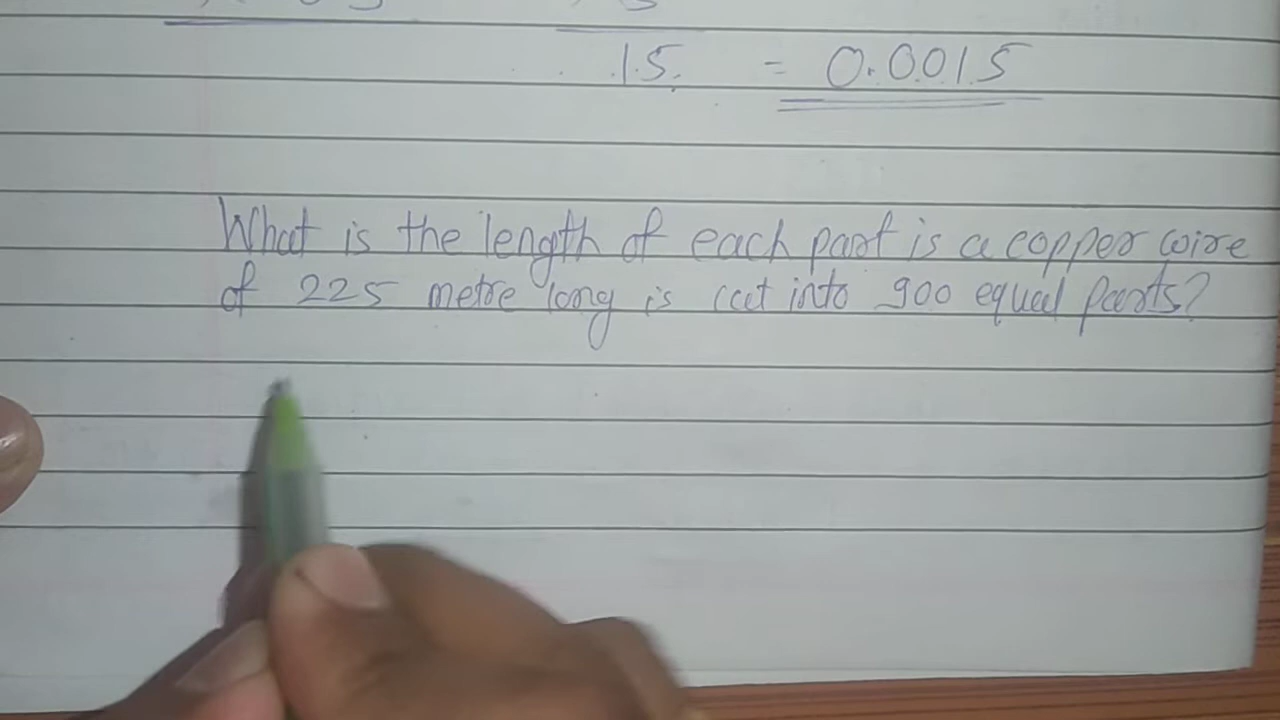 15. = 0.0015
What is the length of each part is a copper wire
of 225 metre long is cut into 900 equal parts?